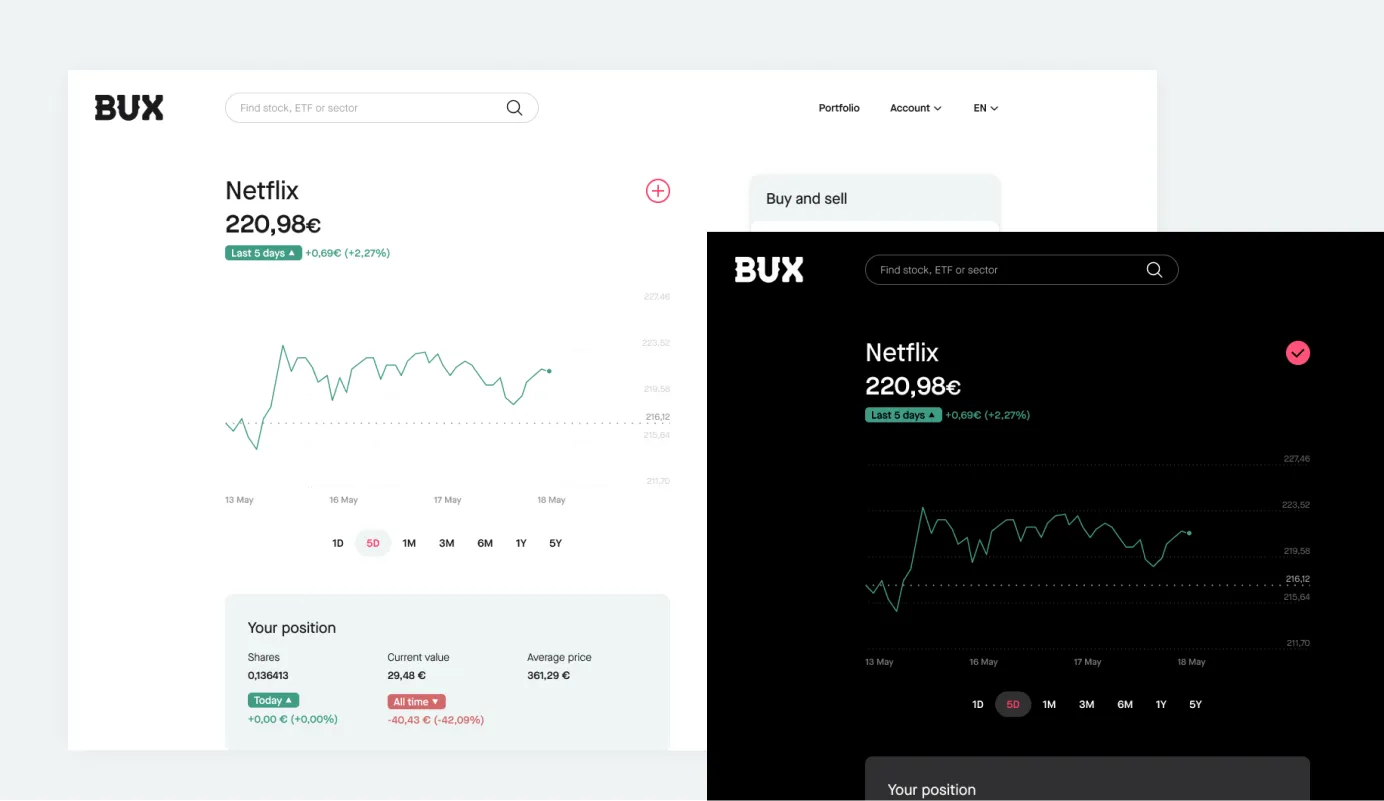 BUX
Find stock, ETF or sector
Portfolio
Account
EN
Netflix
220,98€
Last 5 days ▲ +0,69€ (+2,27%)
Buy and sell
227,46
223,52
219,58
216,12
215,64
211,70
13 May 16 May 17 May 18 May
1D 5D 1M 3M 6M 1Y 5Y
Your position
Shares Current value Average price
0,136413 29,48 € 361,29 €
Today ▲ All time ▼
+0,00 € (+0,00%) -40,43 € (-42,09%)
BUX
Find stock, ETF or sector
Netflix
220,98€
Last 5 days ▲ +0,69€ (+2,27%)
227,46
223,52
219,58
216,12
215,64
211,70
13 May 16 May 17 May 18 May
1D 5D 1M 3M 6M 1Y 5Y
Your position